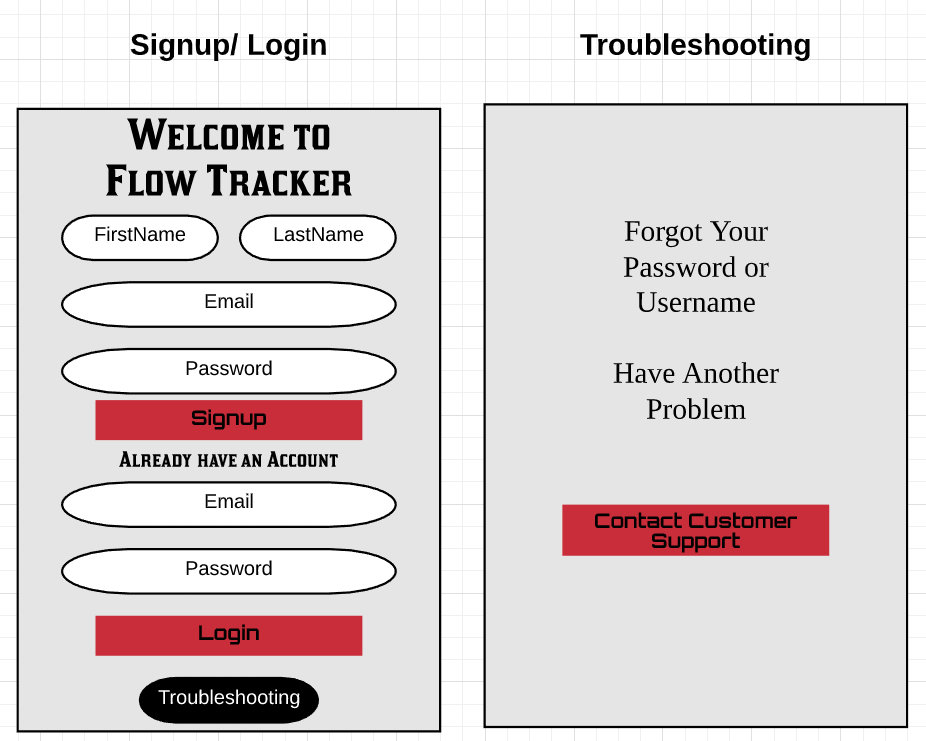 Signup/ Login
Welcome to
Flow Tracker
FirstName
LastName
Email
Password
Signup
Already have an Account
Email
Password
Login
Troubleshooting
Troubleshooting
Forgot Your
Password or
Username
Have Another
Problem
Contact Customer
Support